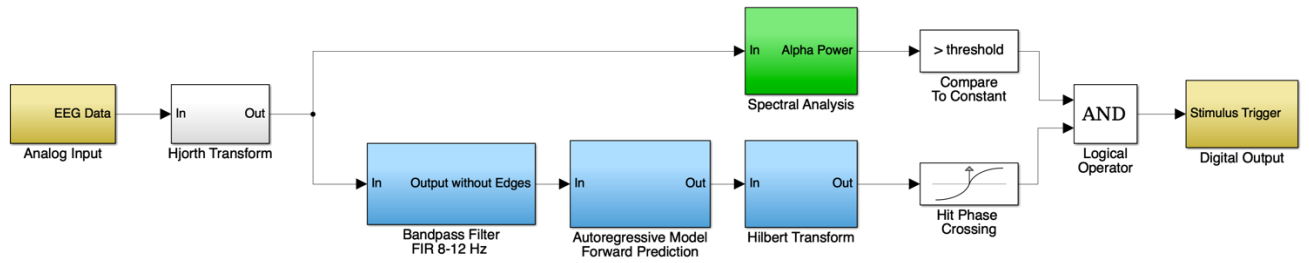 EEG Data
Analog Input
In
Out
Hjorth Transform
In
Alpha Power
Spectral Analysis
> threshold
Compare
To Constant
In
Output without Edges
Bandpass Filter
FIR 8-12 Hz
In
Out
Autoregressive Model
Forward Prediction
In
Out
Hilbert Transform
Hit Phase
Crossing
AND
Logical
Operator
Stimulus Trigger
Digital Output